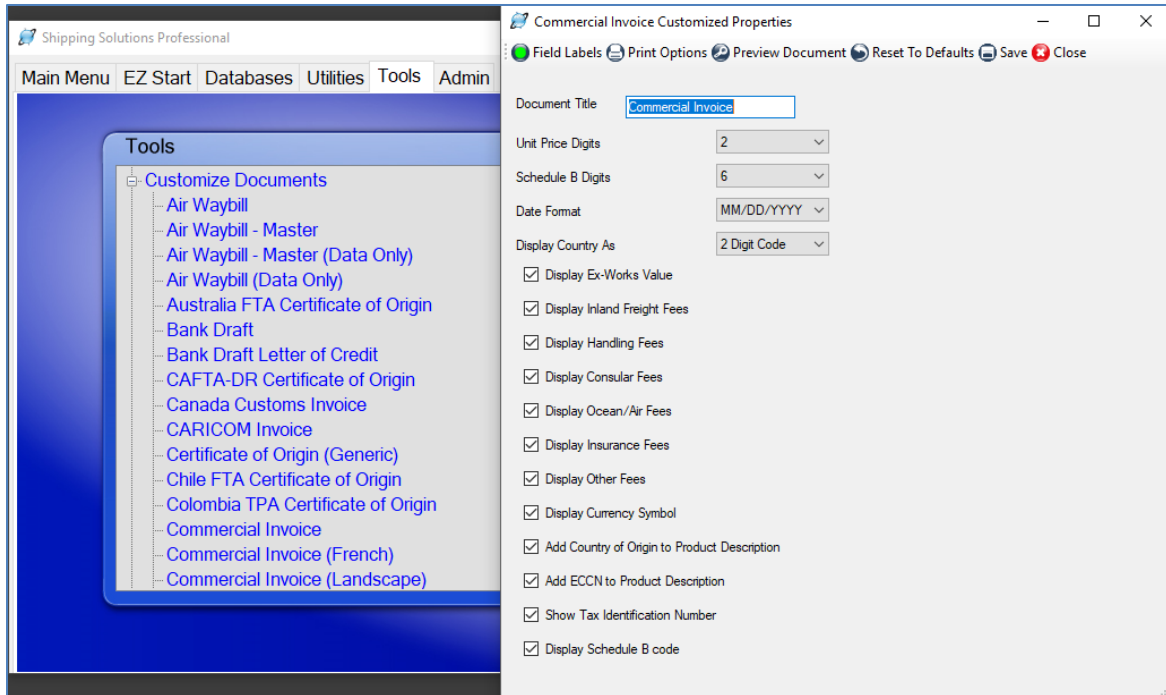 Shipping Solutions Professional
Main Menu EZ Start Databases Utilities Tools Admin
Tools
Customize Documents
Air Waybill
Air Waybill - Master
Air Waybill - Master (Data Only)
Air Waybill (Data Only)
Australia FTA Certificate of Origin
Bank Draft
Bank Draft Letter of Credit
CAFTA-DR Certificate of Origin
Canada Customs Invoice
CARICOM Invoice
Certificate of Origin (Generic)
Chile FTA Certificate of Origin
Colombia TPA Certificate of Origin
Commercial Invoice
Commercial Invoice (French)
Commercial Invoice (Landscape)
Commercial Invoice Customized Properties
Field Labels Print Options Preview Document Reset To Defaults Save Close
Document Title Commercial Invoice
Unit Price Digits 2
Schedule B Digits 6
Date Format MM/DD/YYYY
Display Country As 2 Digit Code
Display Ex-Works Value
Display Inland Freight Fees
Display Handling Fees
Display Consular Fees
Display Ocean/Air Fees
Display Insurance Fees
Display Other Fees
Display Currency Symbol
Add Country of Origin to Product Description
Add ECCN to Product Description
Show Tax Identification Number
Display Schedule B code